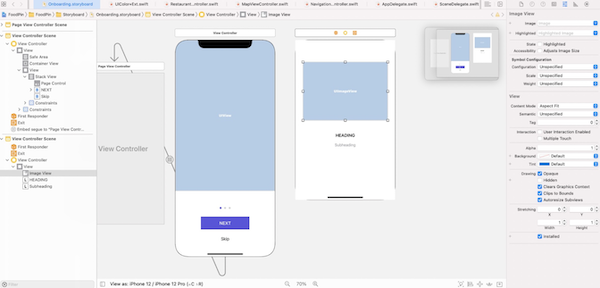 Onboarding.storyboard
UIColor+Ext.swift
Restaurant...ntroller.swift
MapViewController.swift
Navigation...ntroller.swift
AppDelegate.swift
SceneDelegate.swift
FoodPin
FoodPin
Storyboard
Onboarding.storyboard
View Controller Scene
View Controller
View
Image View
Page View Controller Scene
View Controller Scene
View Controller
View
Safe Area
Container View
View
Stack View
Page Control
NEXT
Skip
Constraints
Constraints
First Responder
Exit
Embed segue to "Page View Contr...
View Controller Scene
First Responder
Exit
View Controller
View
Image View
HEADING
Subheading
Filter
Page View Controller
View Controller
View Controller
UIView
NEXT
Skip
UIImageView
HEADING
Subheading
View as: iPhone 12 / iPhone 12 Pro
70%
Image View
Image
Image
Highlighted
State
Highlighted
Accessibility
Adjusts Image Size
Symbol Configuration
Configuration
Unspecified
Scale
Unspecified
Weight
Unspecified
View
Content Mode
Aspect Fit
Semantic
Unspecified
Tag
0
Interaction
User Interaction Enabled
Multiple Touch
Alpha
1
Background
Default
Tint
Default
Drawing
Opaque
Hidden
Clears Graphics Context
Clips to Bounds
Autoresize Subviews
Stretching
0
0
X
Y
1
1
Width
Height
Installed